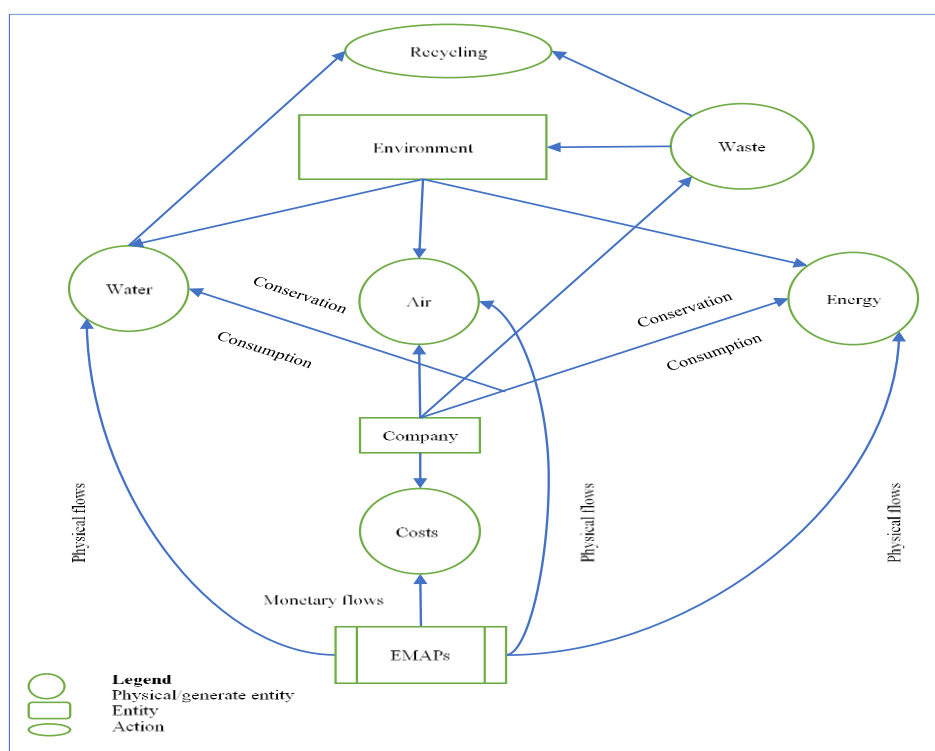 Recycling
Environment
Waste
Water
Air
Energy
Conservation
Consumption
Conservation
Consumption
Company
Physical flows
Costs
Physical flows
Physical flows
Monetary flows
EMAPs
Legend
Physical/generate entity
Entity
Action